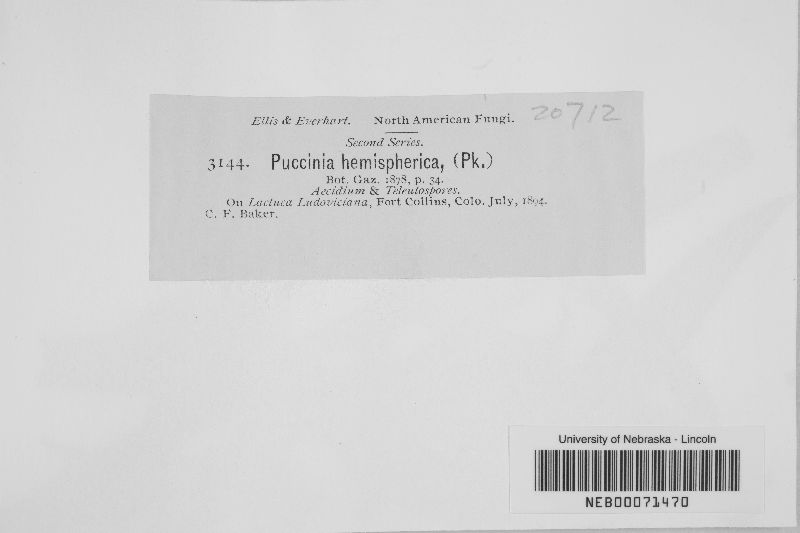 Ellis & Everhart. North American Fungi. 20712
Second Series.
3144. Puccinia hemispherica, (Pk.)
Bot. Gaz. 1878, p. 34.
Aecidium & Teleutospores.
On Lactuca Ludoviciana, Fort Collins, Colo. July, 1894.
C. F. Baker.
University of Nebraska - Lincoln
NEB00071470